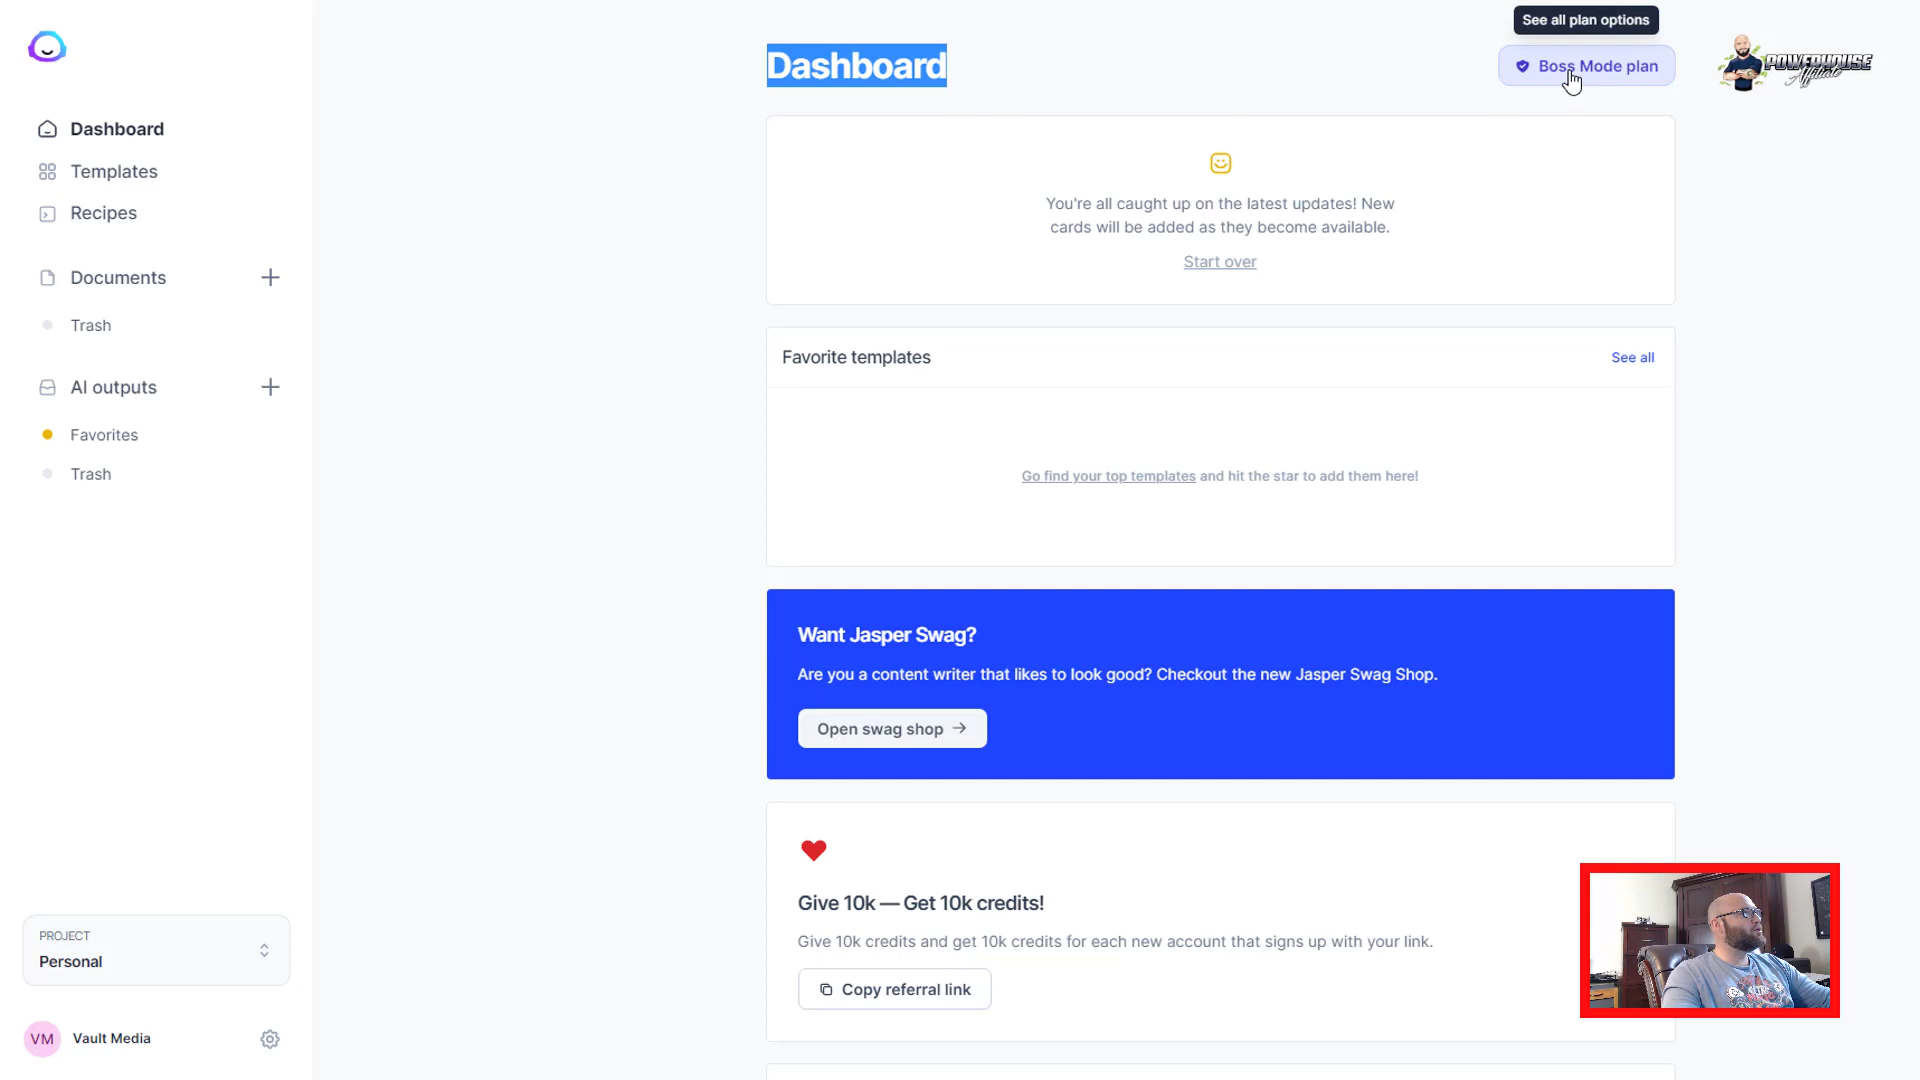 See all plan options
Dashboard
Boss Mode plan
POWERHOUSE
Affiliate
Dashboard
Templates
Recipes
Documents
Trash
AI outputs
Favorites
Trash
You're all caught up on the latest updates! New
cards will be added as they become available.
Start over
Favorite templates
See all
Go find your top templates and hit the star to add them here!
Want Jasper Swag?
Are you a content writer that likes to look good? Checkout the new Jasper Swag Shop.
Open swag shop →
Give 10k — Get 10k credits!
Give 10k credits and get 10k credits for each new account that signs up with your link.
Copy referral link
PROJECT
Personal
VM
Vault Media